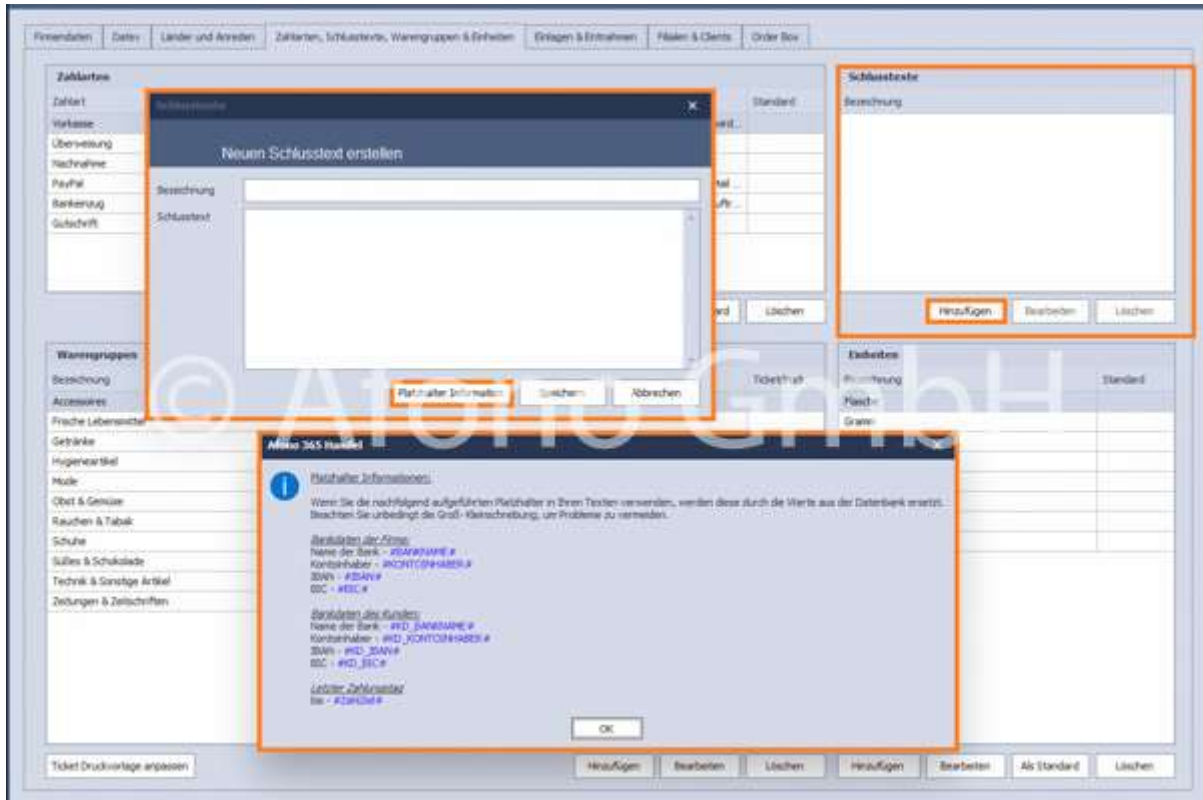 Firmendaten
Daten
Länder und Anreden
Zahlarten, Schlusstexte, Warengruppen & Einheiten
Einlagen & Entnahmen
Filialen & Clients
Order Box
Zahlarten
Schlusstexte
Zahlart
Standard
Bezeichnung
Schlusstexte
Vorkasse
Überweisung
Nachnahme
PayPal
Bankeinzug
Gutschrift
Neuen Schlusstext erstellen
Bezeichnung
Schlusstext
Löschen
Hinzufügen
Bearbeiten
Löschen
Platzhalter Information
Speichern
Abbrechen
Warengruppen
Einheiten
Bezeichnung
Bezeichnung
Standard
Accessoires
Flasche
Frische Lebensmittel
Gramm
Getränke
Hygieneartikel
Mode
Obst & Gemüse
Rauchen & Tabak
Schuhe
Süßes & Schokolade
Technik & Sonstige Artikel
Zeitungen & Zeitschriften
© Afono GmbH
Afono 365 Handel
Platzhalter Informationen:
Wenn Sie die nachfolgend aufgeführten Platzhalter in Ihren Texten verwenden, werden diese durch die Werte aus der Datenbank ersetzt.
Beachten Sie unbedingt die Groß- Kleinschreibung, um Probleme zu vermeiden.
Bankdaten der Firma:
Name der Bank - #BANKNAME#
Kontoinhaber - #KONTOINHABER#
IBAN - #IBAN#
BIC - #BIC#
Bankdaten des Kunden:
Name der Bank - #KD_BANKNAME#
Kontoinhaber - #KD_KONTOINHABER#
IBAN - #KD_IBAN#
BIC - #KD_BIC#
Letzter Zahlungstag
OK
Ticket Druckvorlage anpassen
Hinzufügen
Bearbeiten
Löschen
Hinzufügen
Bearbeiten
Als Standard
Löschen